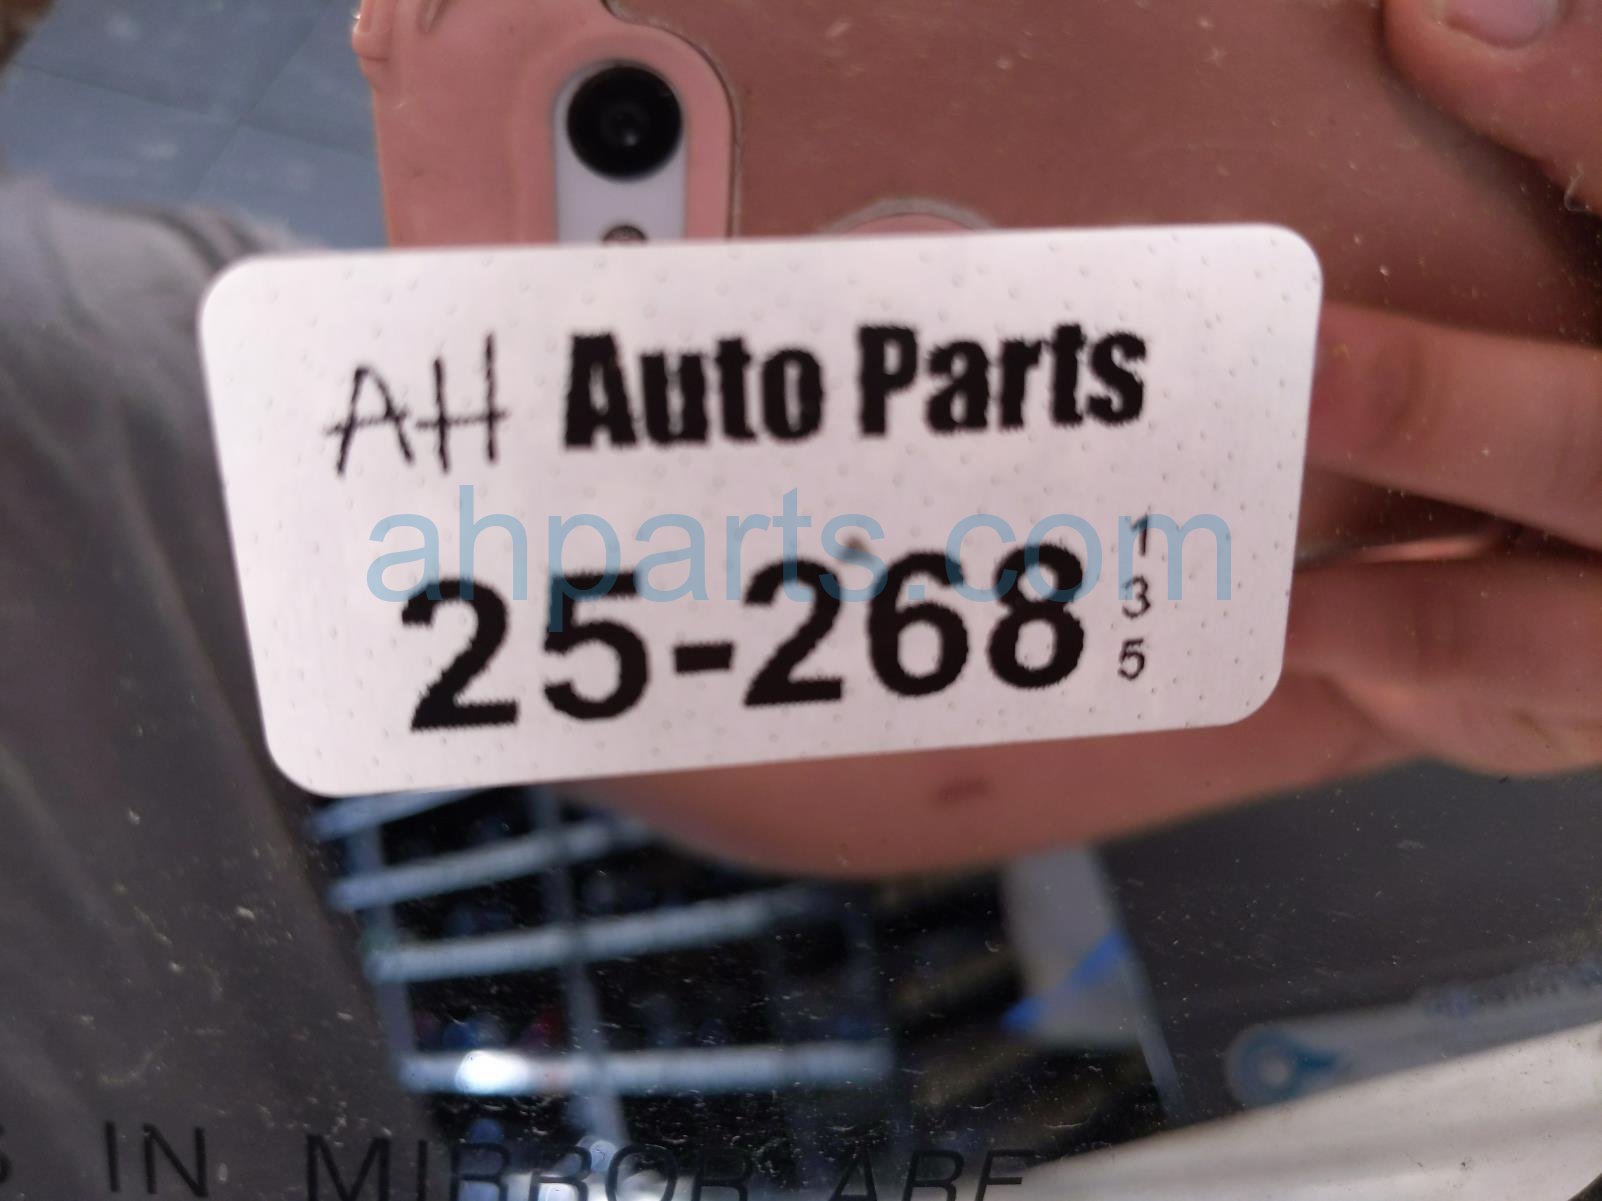 AH Auto Parts
ahparts.com
25-268
1
3
5
IN MIRROR ARE